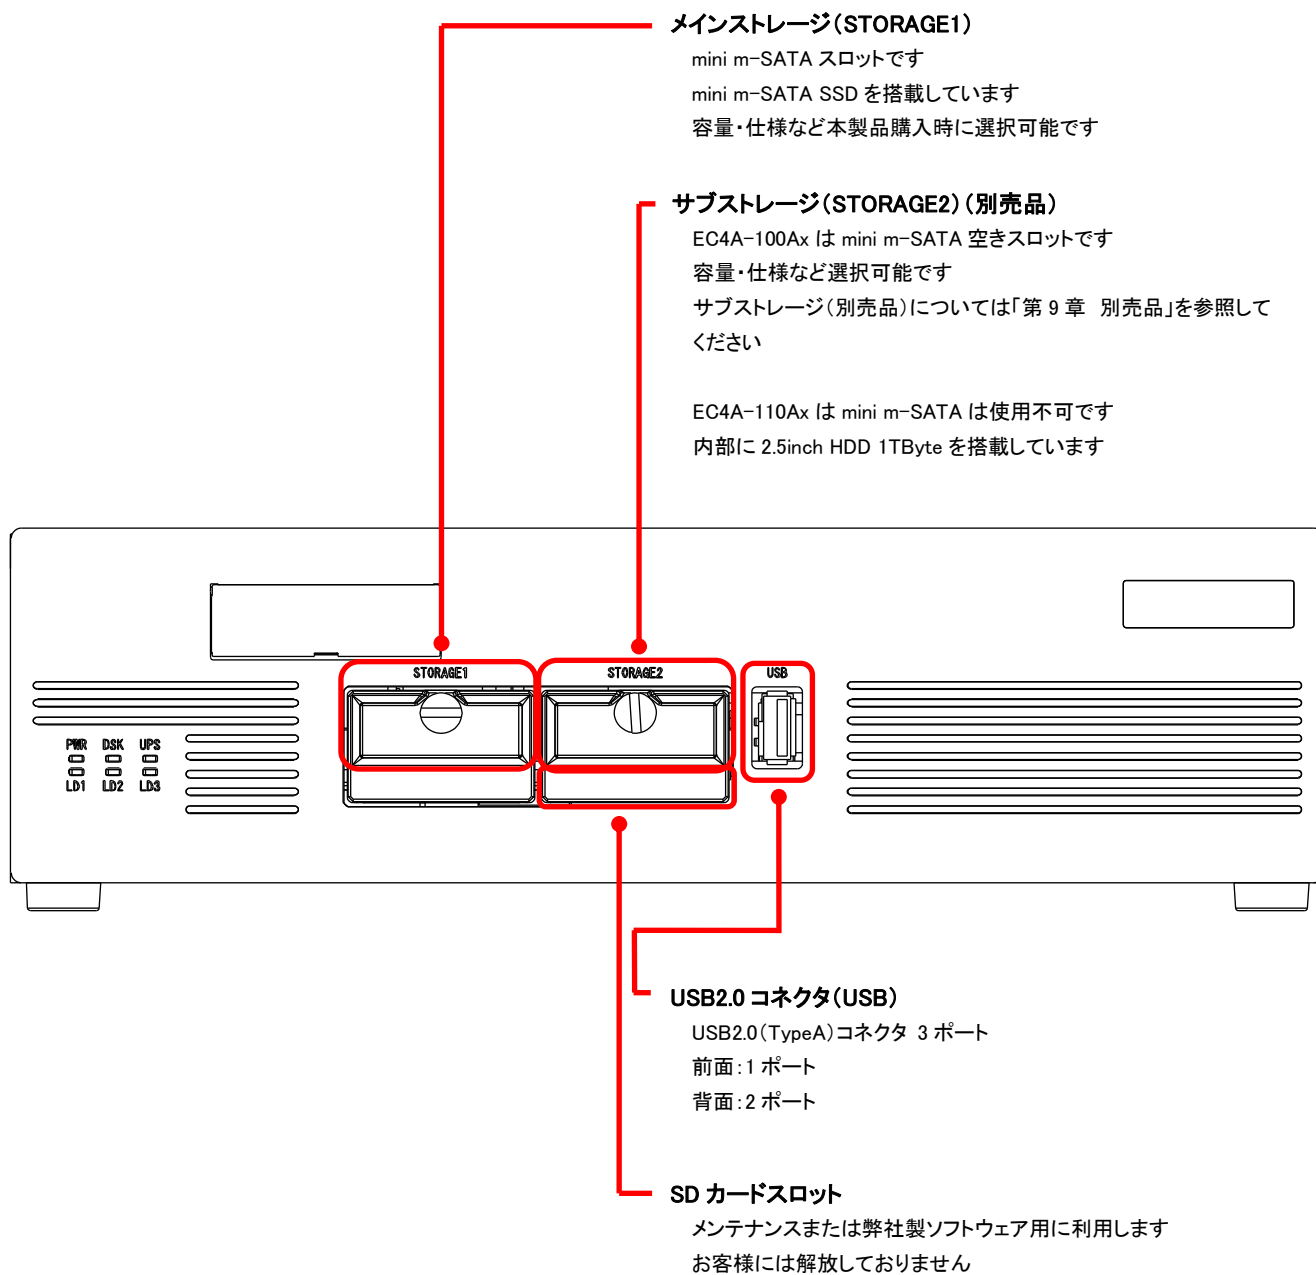 メインストレージ（STORAGE1）
mini m-SATA スロットです
mini m-SATA SSD を搭載しています
容量・仕様など本製品購入時に選択可能です
サブストレージ（STORAGE2）（別売品）
EC4A-100Ax は mini m-SATA 空きスロットです
容量・仕様など選択可能です
サブストレージ（別売品）については「第 9 章 別売品」を参照して
ください
EC4A-110Ax は mini m-SATA は使用不可です
内部に 2.5inch HDD 1TByte を搭載しています
STORAGE1 STORAGE2 USB
PWR DSK UPS
LD1 LD2 LD3
USB2.0 コネクタ（USB）
USB2.0（TypeA）コネクタ 3 ポート
前面：1 ポート
背面：2 ポート
SD カードスロット
メンテナンスまたは弊社製ソフトウェア用に利用します
お客様には解放しておりません